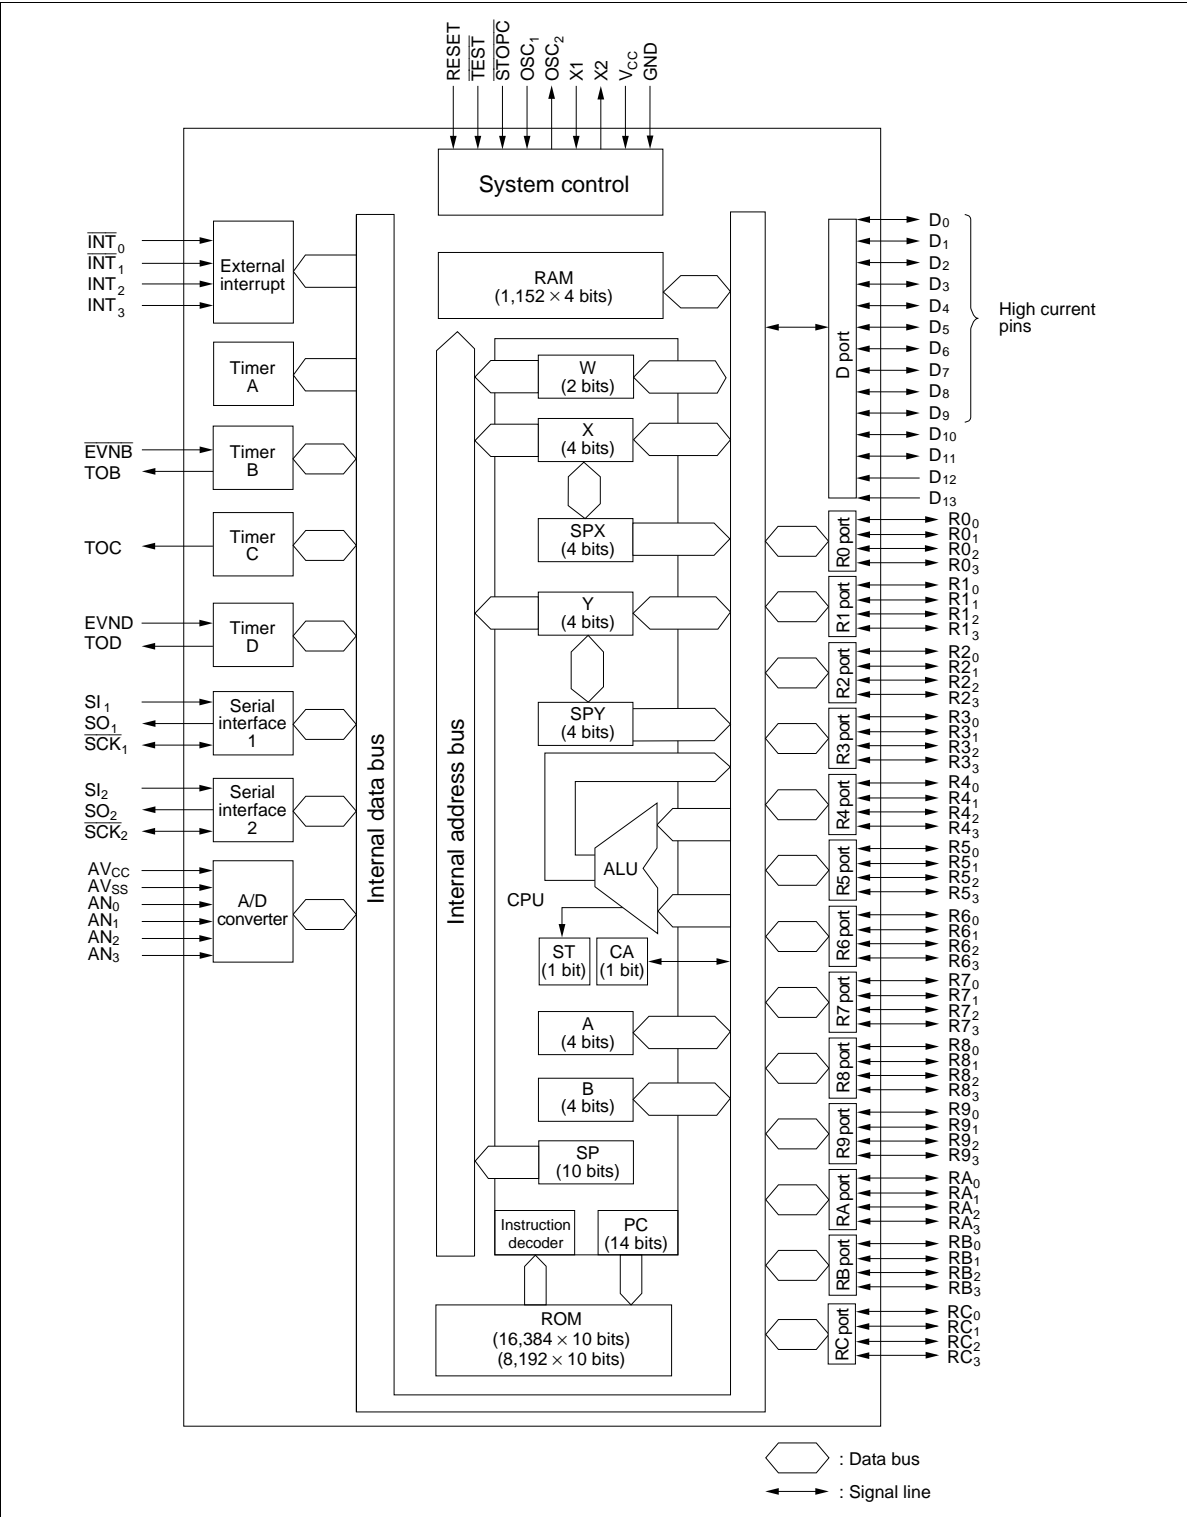 RESET
TEST
STOPC
OSC1
OSC2
X1
X2
VCC
GND
System control
INT0
INT1
INT2
INT3
External
interrupt
Timer
A
EVNB
TOB
Timer
B
TOC
Timer
C
EVND
TOD
Timer
D
SI1
SO1
SCK1
Serial
interface
1
SI2
SO2
SCK2
Serial
interface
2
AVCC
AVSS
AN0
AN1
AN2
AN3
A/D
converter
Internal data bus
Internal address bus
RAM
(1,152 × 4 bits)
W
(2 bits)
X
(4 bits)
SPX
(4 bits)
Y
(4 bits)
SPY
(4 bits)
ALU
CPU
ST
(1 bit)
CA
(1 bit)
A
(4 bits)
B
(4 bits)
SP
(10 bits)
Instruction
decoder
PC
(14 bits)
ROM
(16,384 × 10 bits)
(8,192 × 10 bits)
D port
D0
D1
D2
D3
D4
D5
D6
D7
D8
D9
D10
D11
D12
D13
High current
pins
R0 port
R00
R01
R02
R03
R1 port
R10
R11
R12
R13
R2 port
R20
R21
R22
R23
R3 port
R30
R31
R32
R33
R4 port
R40
R41
R42
R43
R5 port
R50
R51
R52
R53
R6 port
R60
R61
R62
R63
R7 port
R70
R71
R72
R73
R8 port
R80
R81
R82
R83
R9 port
R90
R91
R92
R93
RA port
RA0
RA1
RA2
RA3
RB port
RB0
RB1
RB2
RB3
RC port
RC0
RC1
RC2
RC3
: Data bus
: Signal line